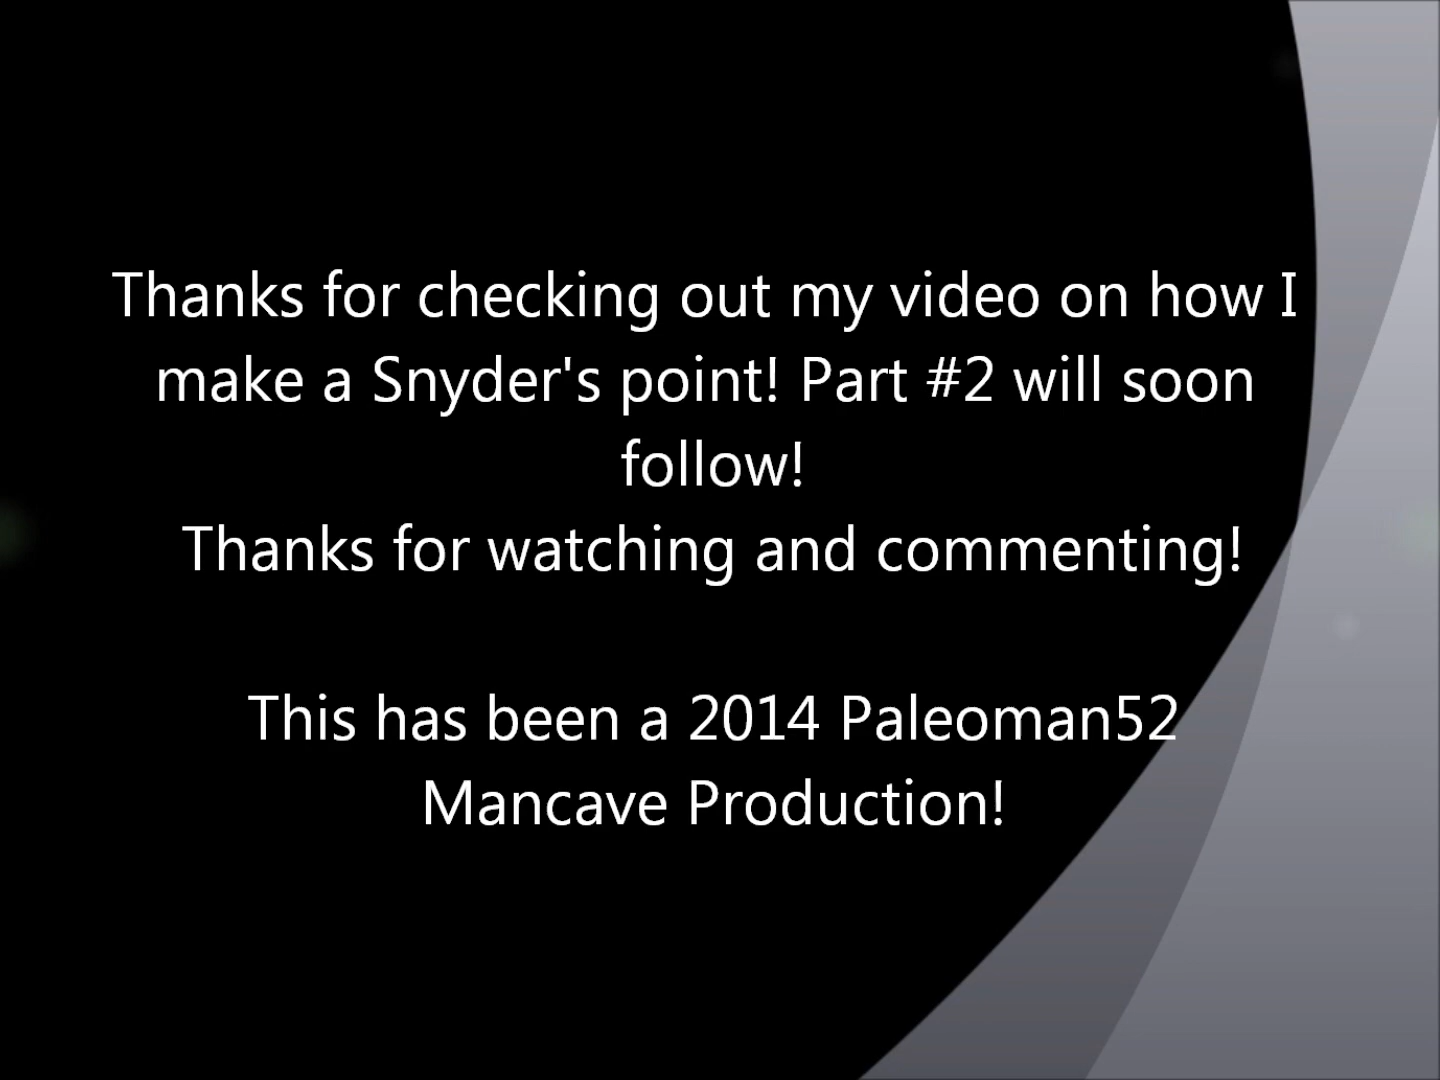 Thanks for checking out my video on how I
make a Snyder's point! Part #2 will soon
follow!
Thanks for watching and commenting!
This has been a 2014 Paleoman52
Mancave Production!